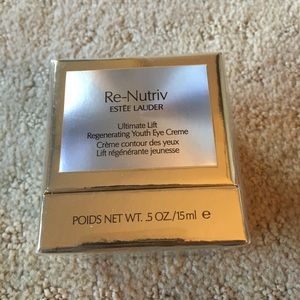 Re-Nutriv
ESTĒE LAUDER
Ultimate Lift
Regenerating Youth Eye Creme
Crème contour des yeux
Lift régénérante jeunesse
POIDS NET WT. .5 OZ./15ml ℮